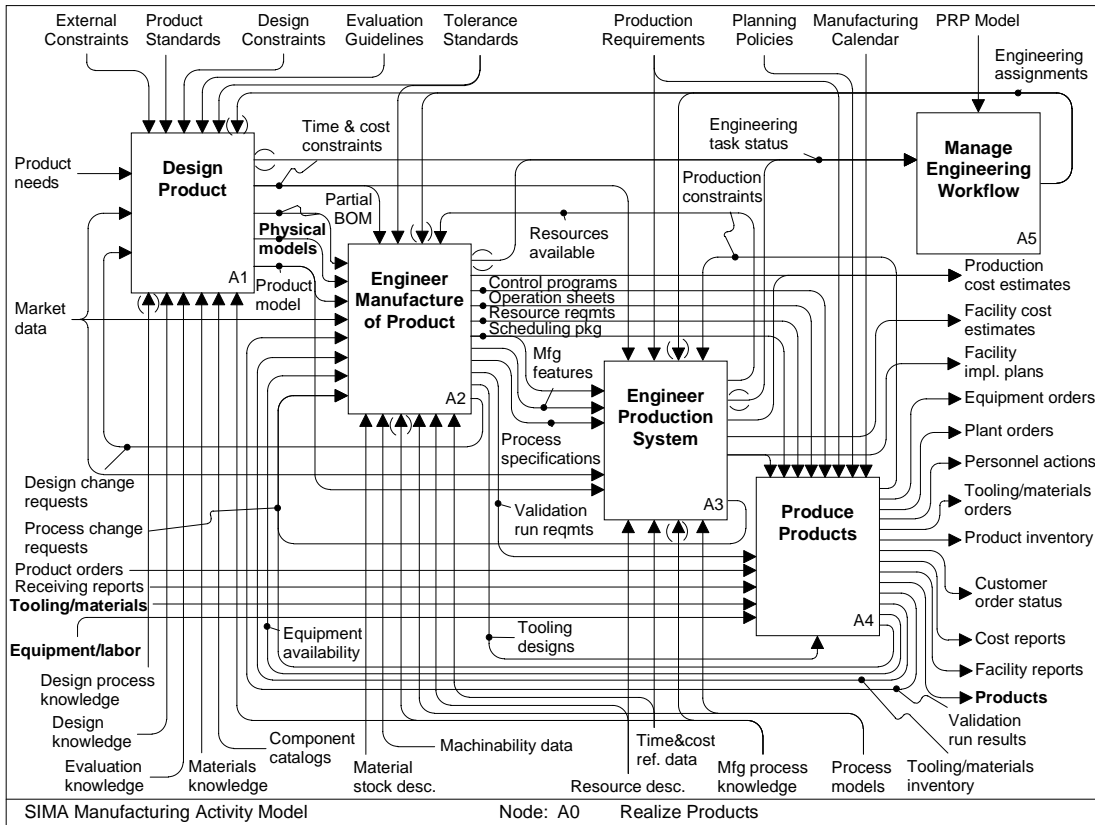 External
Constraints
Product
Standards
Design
Constraints
Evaluation
Guidelines
Tolerance
Standards
Production
Requirements
Planning
Policies
Manufacturing
Calendar
PRP Model
Engineering
assignments
Product
needs
Design
Product
A1
Time & cost
constraints
Engineering
task status
Manage
Engineering
Workflow
A5
Production
constraints
Partial
BOM
Physical
models
Product
model
Resources
available
Market
data
Engineer
Manufacture
of Product
A2
Control programs
Operation sheets
Resource reqmts
Scheduling pkg
Mfg
features
Production
cost estimates
Facility cost
estimates
Facility
impl. plans
Engineer
Production
System
A3
Process
specifications
Equipment orders
Plant orders
Personnel actions
Tooling/materials
orders
Product inventory
Customer
order status
Cost reports
Facility reports
Products
Design change
requests
Process change
requests
Validation
run reqmts
Produce
Products
A4
Product orders
Receiving reports
Tooling/materials
Equipment/labor
Equipment
availability
Tooling
designs
Design process
knowledge
Design
knowledge
Evaluation
knowledge
Materials
knowledge
Component
catalogs
Machinability data
Material
stock desc.
Time&cost
ref. data
Resource desc.
Mfg process
knowledge
Process
models
Validation
run results
Tooling/materials
inventory
SIMA Manufacturing Activity Model
Node: A0
Realize Products